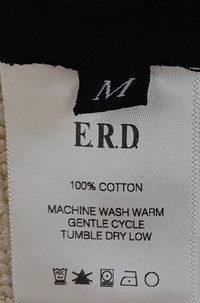 M
E.R.D
100% COTTON
MACHINE WASH WARM
GENTLE CYCLE
TUMBLE DRY LOW